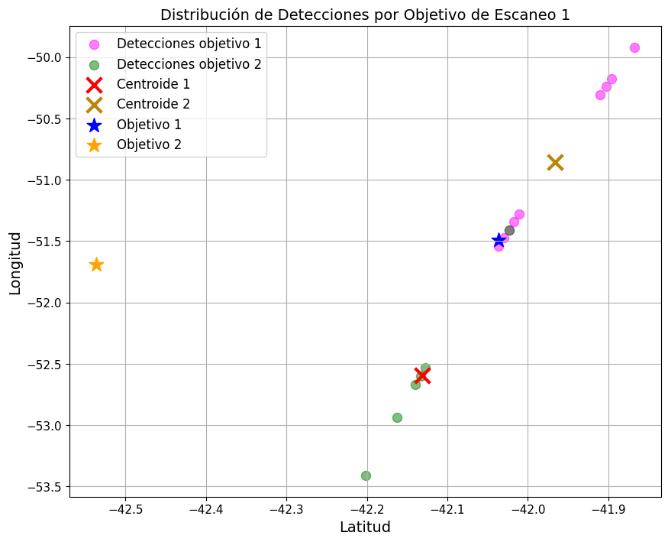 Distribución de Detecciones por Objetivo de Escaneo 1
Detecciones objetivo 1
Detecciones objetivo 2
Centroide 1
Centroide 2
Objetivo 1
Objetivo 2
−50.0
−50.5
−51.0
−51.5
−52.0
−52.5
−53.0
−53.5
Longitud
−42.5
−42.4
−42.3
−42.2
−42.1
−42.0
−41.9
Latitud